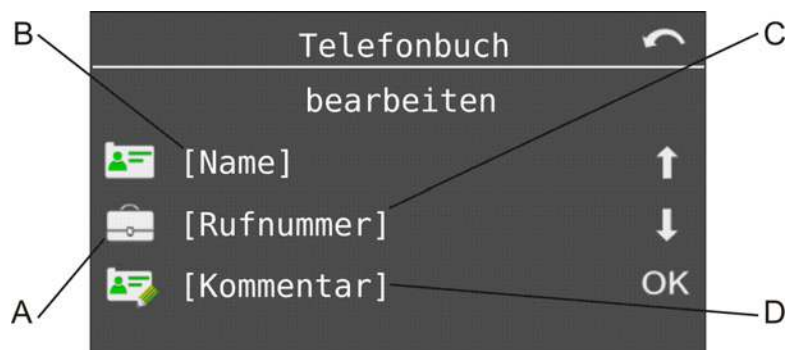 B
C
Telefonbuch
bearbeiten
[Name]
[Rufnummer]
[Kommentar]
OK
A
D